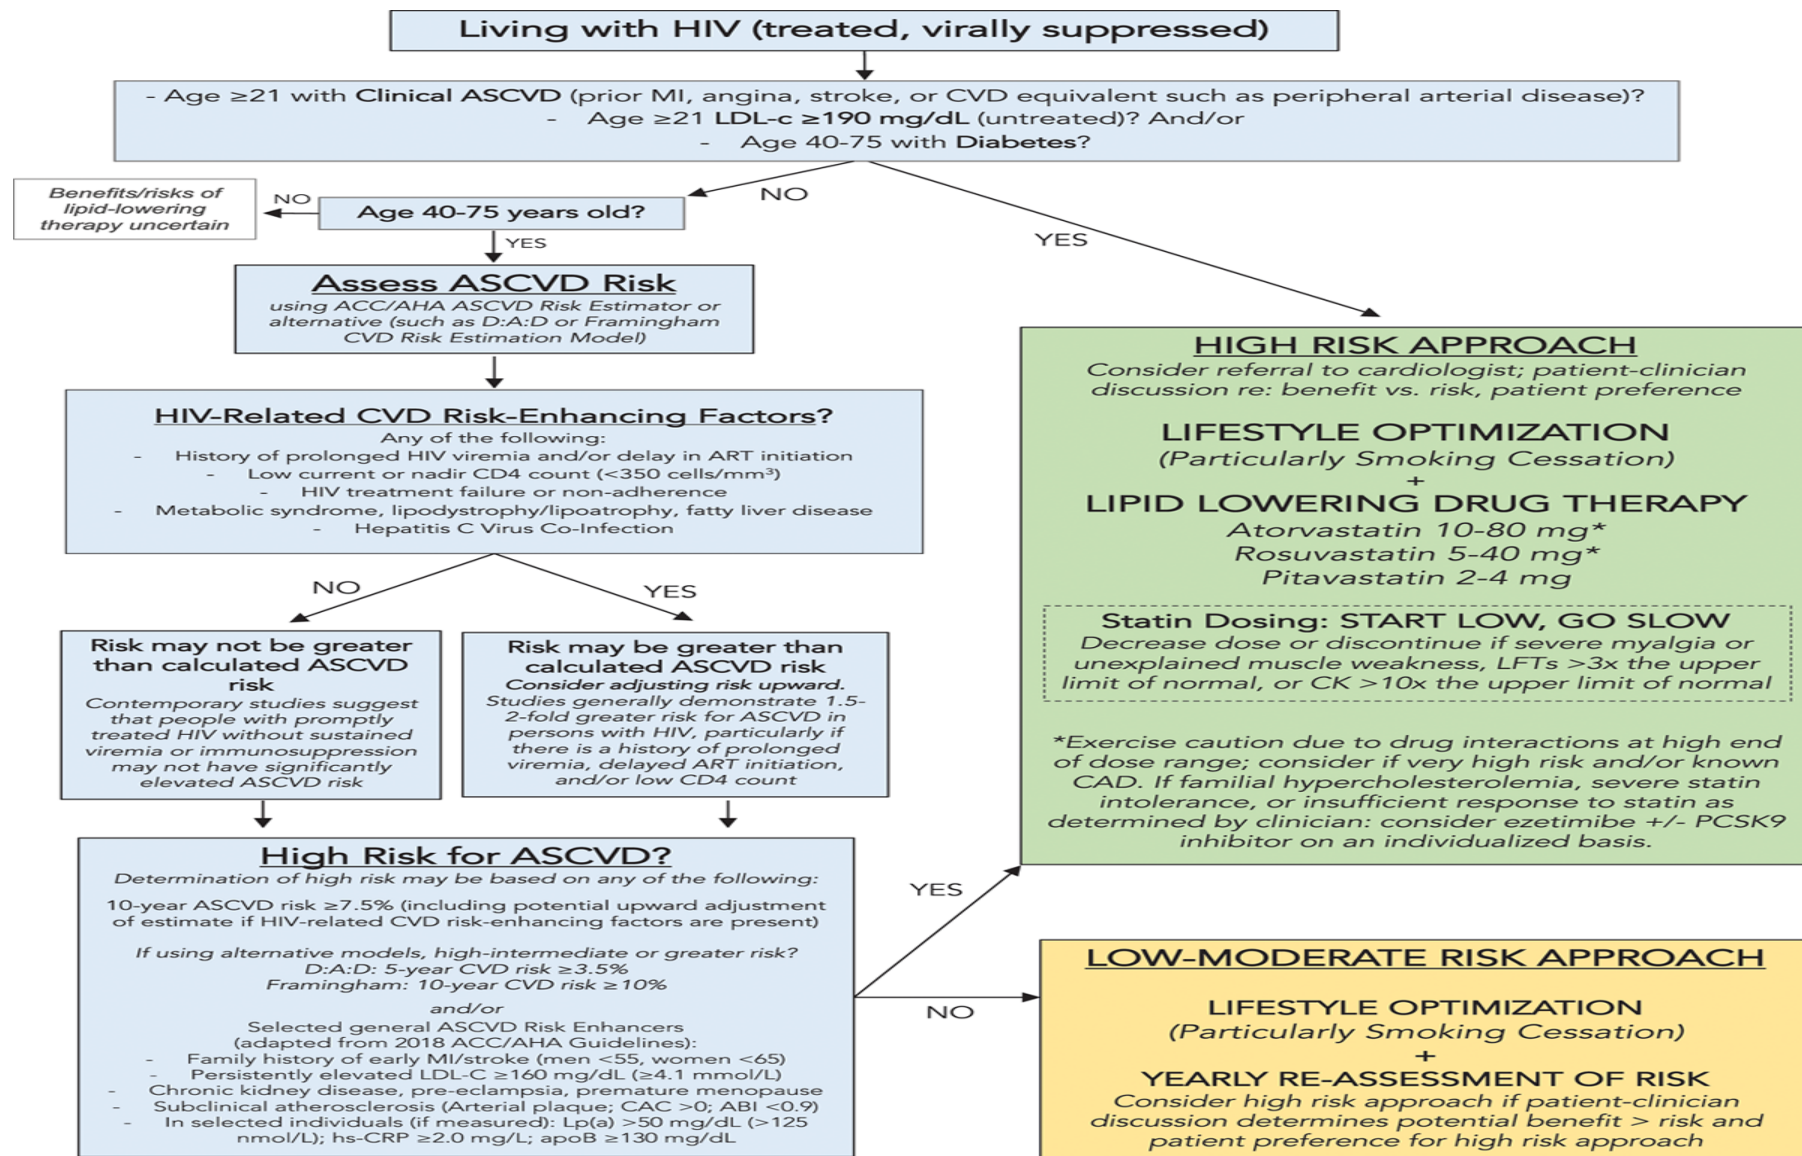 Living with HIV (treated, virally suppressed)
- Age ≥21 with Clinical ASCVD (prior MI, angina, stroke, or CVD equivalent such as peripheral arterial disease)?
- Age ≥21 LDL-c ≥190 mg/dL (untreated)? And/or
- Age 40-75 with Diabetes?
NO
YES
Age 40-75 years old?
NO
Benefits/risks of
lipid-lowering
therapy uncertain
YES
Assess ASCVD Risk
using ACC/AHA ASCVD Risk Estimator or
alternative (such as D:A:D or Framingham
CVD Risk Estimation Model)
HIV-Related CVD Risk-Enhancing Factors?
Any of the following:
- History of prolonged HIV viremia and/or delay in ART initiation
- Low current or nadir CD4 count (<350 cells/mm³)
- HIV treatment failure or non-adherence
- Metabolic syndrome, lipodystrophy/lipoatrophy, fatty liver disease
- Hepatitis C Virus Co-Infection
NO
YES
Risk may not be greater
than calculated ASCVD
risk
Contemporary studies suggest
that people with promptly
treated HIV without sustained
viremia or immunosuppression
may not have significantly
elevated ASCVD risk
Risk may be greater than
calculated ASCVD risk
Consider adjusting risk upward.
Studies generally demonstrate 1.5-
2-fold greater risk for ASCVD in
persons with HIV, particularly if
there is a history of prolonged
viremia, delayed ART initiation,
and/or low CD4 count
High Risk for ASCVD?
Determination of high risk may be based on any of the following:
10-year ASCVD risk ≥7.5% (including potential upward adjustment
of estimate if HIV-related CVD risk-enhancing factors are present)
If using alternative models, high-intermediate or greater risk?
D:A:D: 5-year CVD risk ≥3.5%
Framingham: 10-year CVD risk ≥10%
and/or
Selected general ASCVD Risk Enhancers
(adapted from 2018 ACC/AHA Guidelines):
- Family history of early MI/stroke (men <55, women <65)
- Persistently elevated LDL-C ≥160 mg/dL (≥4.1 mmol/L)
- Chronic kidney disease, pre-eclampsia, premature menopause
- Subclinical atherosclerosis (Arterial plaque; CAC >0; ABI <0.9)
- In selected individuals (if measured): Lp(a) >50 mg/dL (>125
nmol/L); hs-CRP ≥2.0 mg/L; apoB ≥130 mg/dL
YES
NO
HIGH RISK APPROACH
Consider referral to cardiologist; patient-clinician
discussion re: benefit vs. risk, patient preference
LIFESTYLE OPTIMIZATION
(Particularly Smoking Cessation)
+
LIPID LOWERING DRUG THERAPY
Atorvastatin 10-80 mg*
Rosuvastatin 5-40 mg*
Pitavastatin 2-4 mg
Statin Dosing: START LOW, GO SLOW
Decrease dose or discontinue if severe myalgia or
unexplained muscle weakness, LFTs >3x the upper
limit of normal, or CK >10x the upper limit of normal
*Exercise caution due to drug interactions at high end
of dose range; consider if very high risk and/or known
CAD. If familial hypercholesterolemia, severe statin
intolerance, or insufficient response to statin as
determined by clinician: consider ezetimibe +/- PCSK9
inhibitor on an individualized basis.
LOW-MODERATE RISK APPROACH
LIFESTYLE OPTIMIZATION
(Particularly Smoking Cessation)
+
YEARLY RE-ASSESSMENT OF RISK
Consider high risk approach if patient-clinician
discussion determines potential benefit > risk and
patient preference for high risk approach